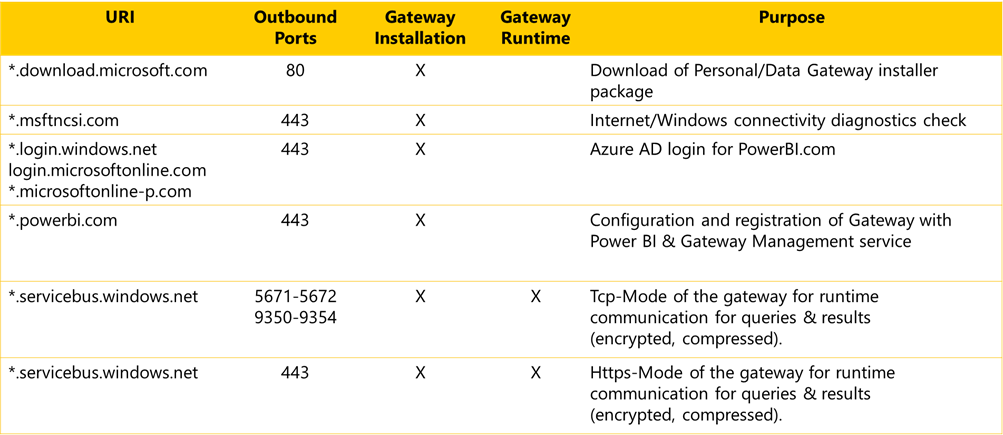 URI Outbound Ports Gateway Installation Gateway Runtime Purpose
*.download.microsoft.com 80 X Download of Personal/Data Gateway installer
package
*.msftncsi.com 443 X Internet/Windows connectivity diagnostics check
*.login.windows.net 443 X Azure AD login for PowerBI.com
login.microsoftonline.com
*.microsoftonline-p.com
*.powerbi.com 443 X Configuration and registration of Gateway with
Power BI & Gateway Management service
*.servicebus.windows.net 5671-5672 X X Tcp-Mode of the gateway for runtime
9350-9354 communication for queries & results
(encrypted, compressed).
*.servicebus.windows.net 443 X X Https-Mode of the gateway for runtime
communication for queries & results
(encrypted, compressed).